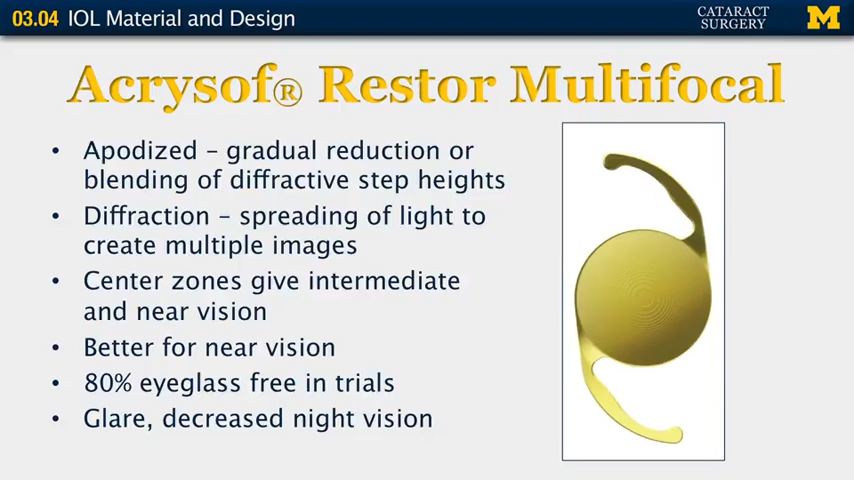 03.04 IOL Material and Design
CATARACT
SURGERY
M
Acrysof® Restor Multifocal
• Apodized – gradual reduction or
blending of diffractive step heights
• Diffraction – spreading of light to
create multiple images
• Center zones give intermediate
and near vision
• Better for near vision
• 80% eyeglass free in trials
• Glare, decreased night vision